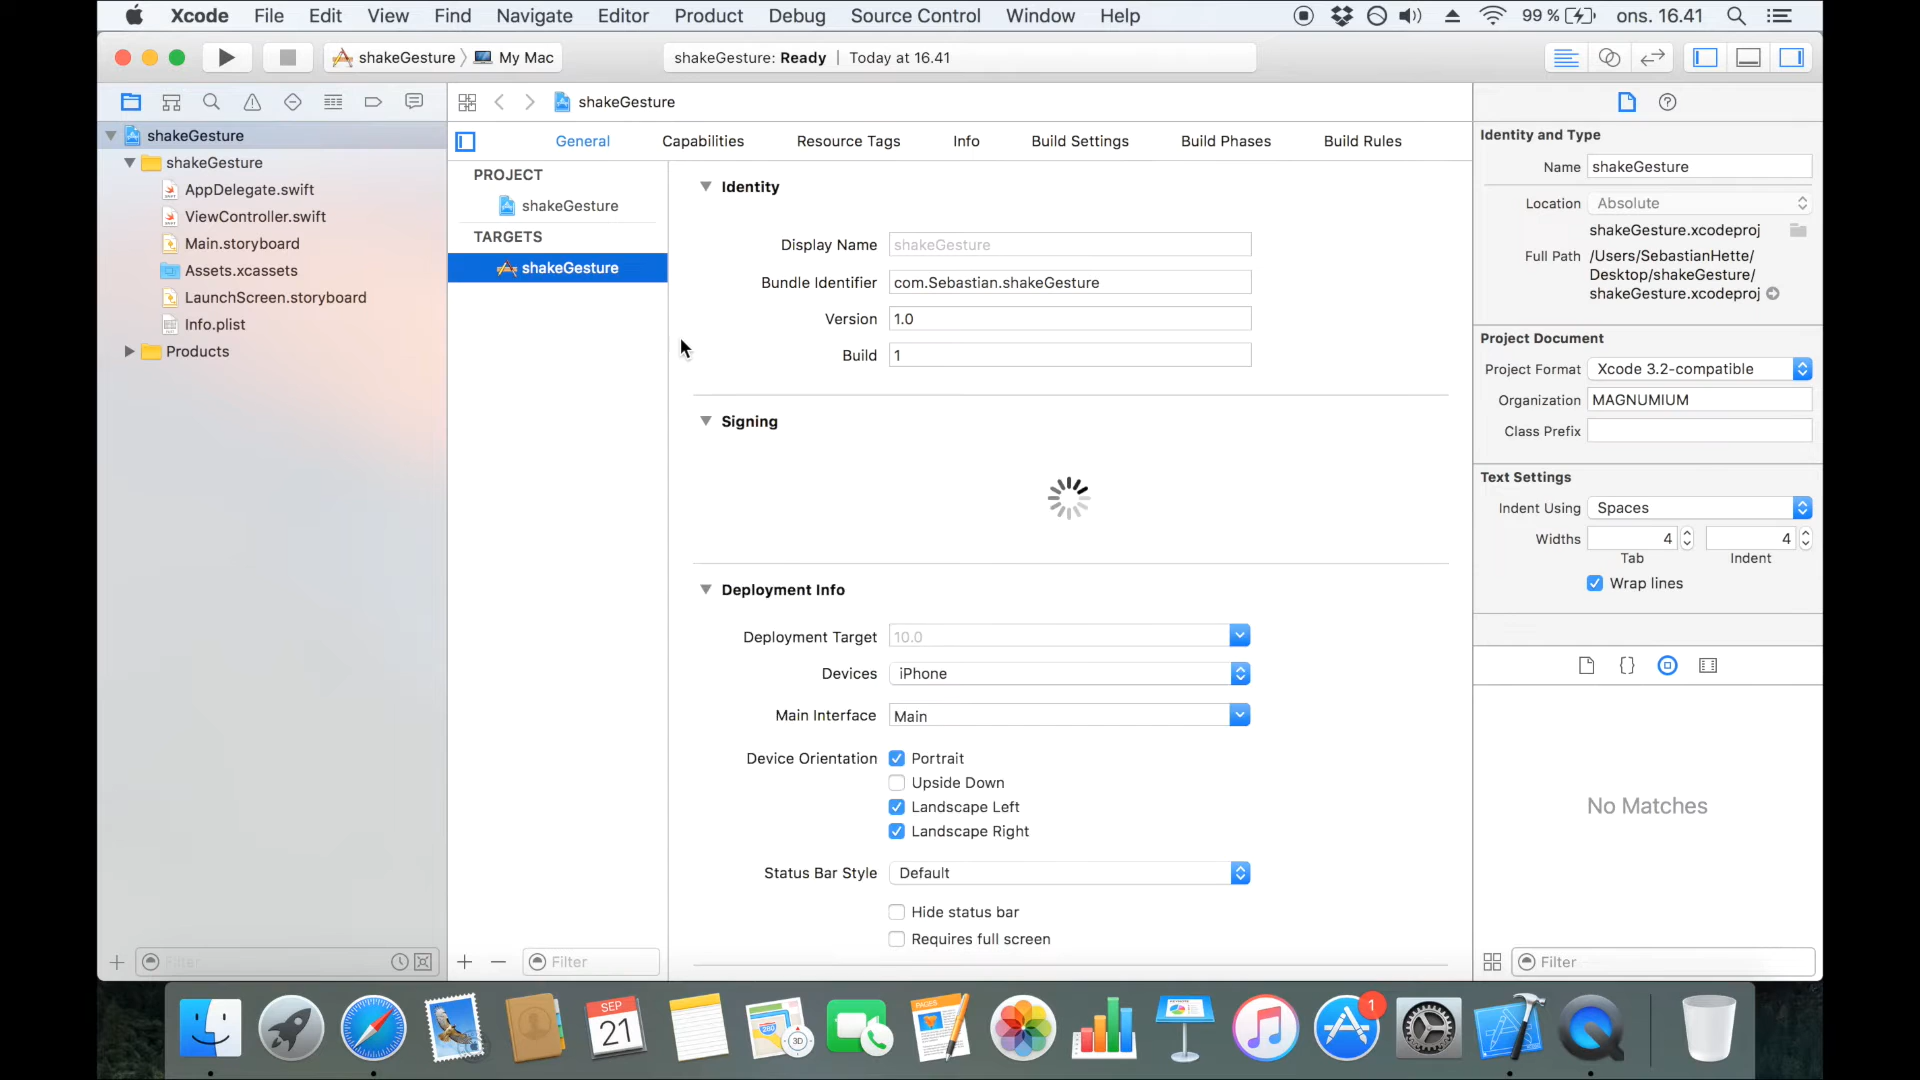 Xcode File Edit View Find Navigate Editor Product Debug Source Control Window Help 99 % ons. 16.41
shakeGesture My Mac shakeGesture: Ready | Today at 16.41
shakeGesture
General Capabilities Resource Tags Info Build Settings Build Phases Build Rules
shakeGesture
shakeGesture
AppDelegate.swift
ViewController.swift
Main.storyboard
Assets.xcassets
LaunchScreen.storyboard
Info.plist
Products
Filter
PROJECT
shakeGesture
TARGETS
shakeGesture
Filter
Identity
Display Name shakeGesture
Bundle Identifier com.Sebastian.shakeGesture
Version 1.0
Build 1
Signing
Deployment Info
Deployment Target 10.0
Devices iPhone
Main Interface Main
Device Orientation Portrait
Upside Down
Landscape Left
Landscape Right
Status Bar Style Default
Hide status bar
Requires full screen
Identity and Type
Name shakeGesture
Location Absolute
shakeGesture.xcodeproj
Full Path /Users/SebastianHette/
Desktop/shakeGesture/
shakeGesture.xcodeproj
Project Document
Project Format Xcode 3.2-compatible
Organization MAGNUMIUM
Class Prefix
Text Settings
Indent Using Spaces
Widths 4 4
Tab Indent
Wrap lines
No Matches
Filter
SEP
21
280
3D
PAGES
1